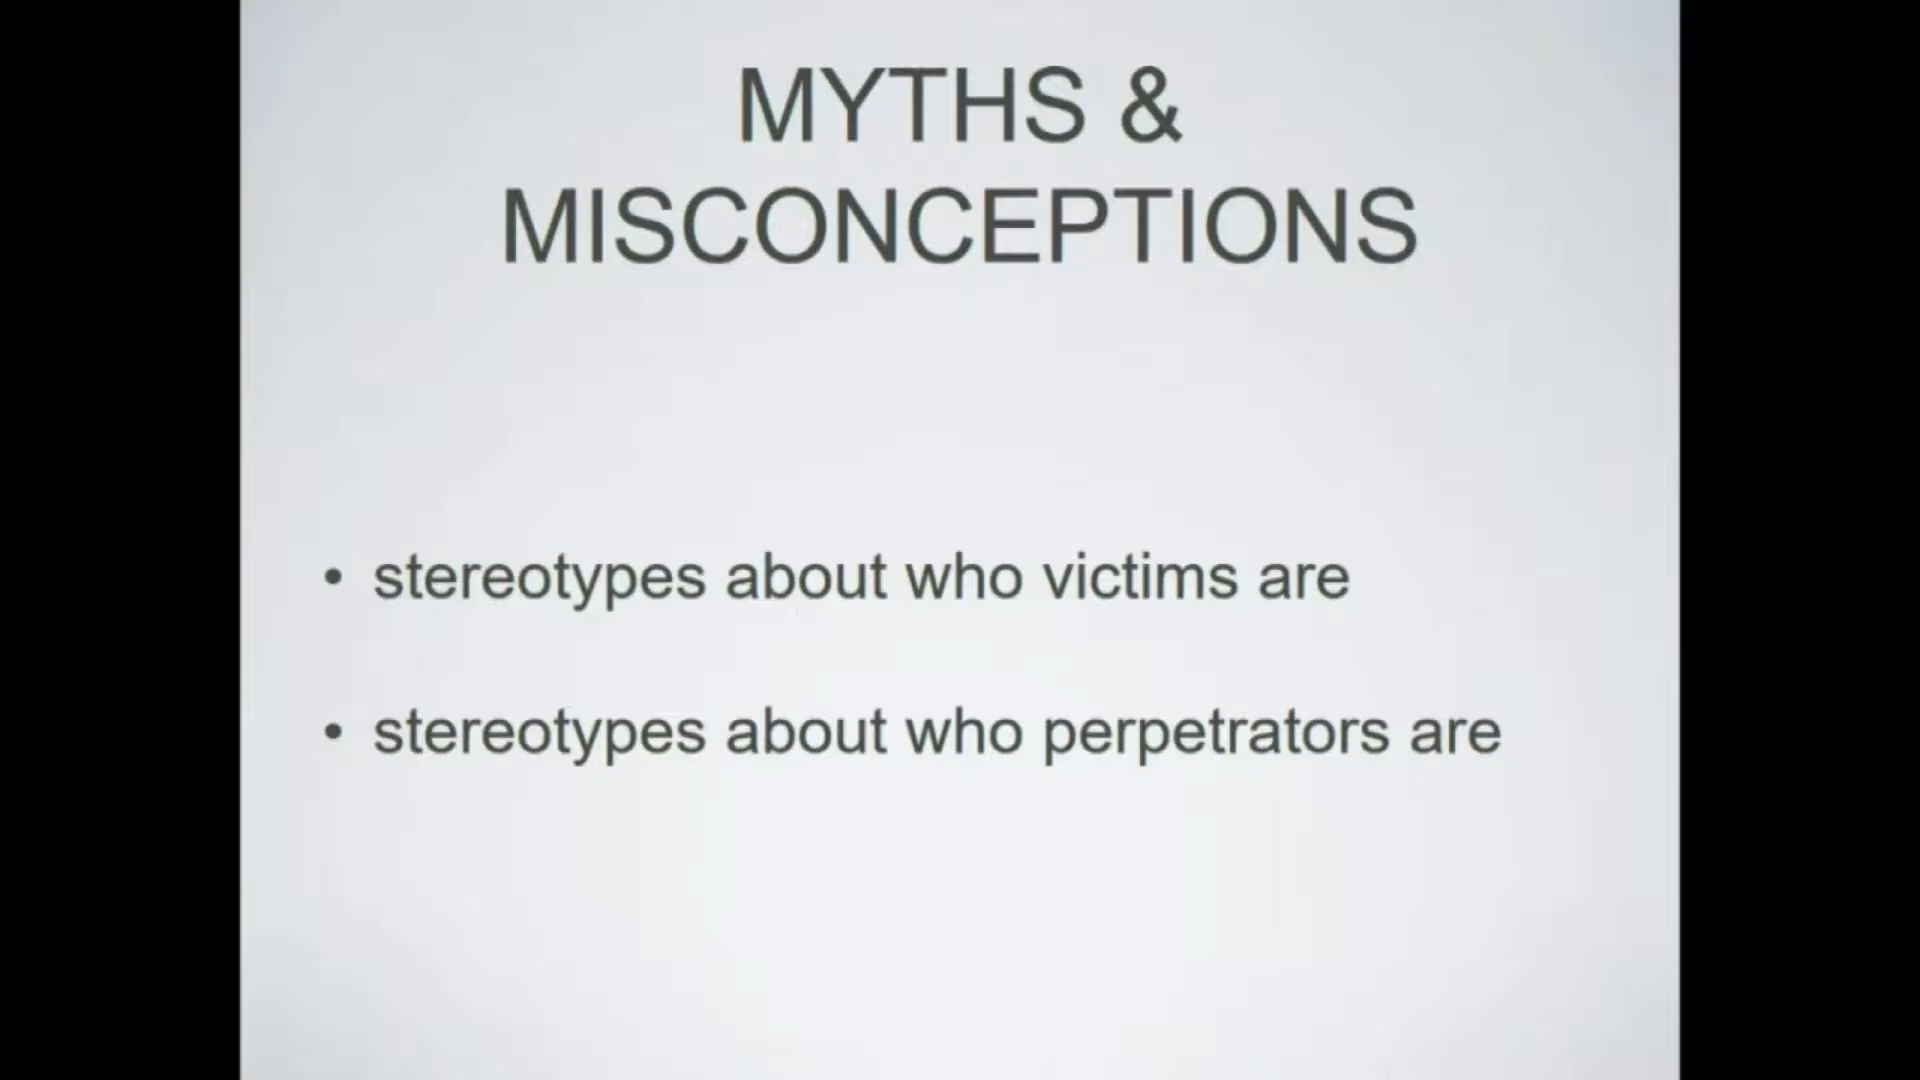 MYTHS &
MISCONCEPTIONS
• stereotypes about who victims are
• stereotypes about who perpetrators are